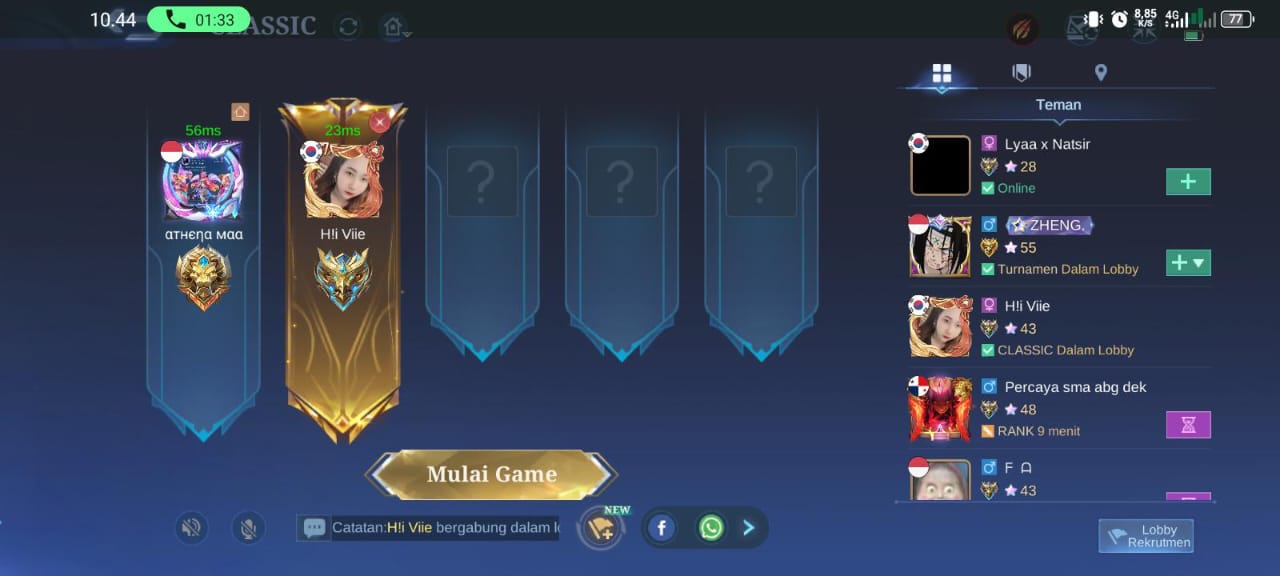 10.44
01:33
CLASSIC
8,85
K/S
4G
77
Teman
56ms
23ms
αтнєηα мαα
H!i Viie
?
?
?
Lyaa x Natsir
28
Online
ZHENG.
55
Turnamen Dalam Lobby
H!i Viie
43
CLASSIC Dalam Lobby
Percaya sma abg dek
48
RANK 9 menit
F ᗩ
43
Mulai Game
NEW
Catatan:H!i Viie bergabung dalam
Lobby
Rekrutmen